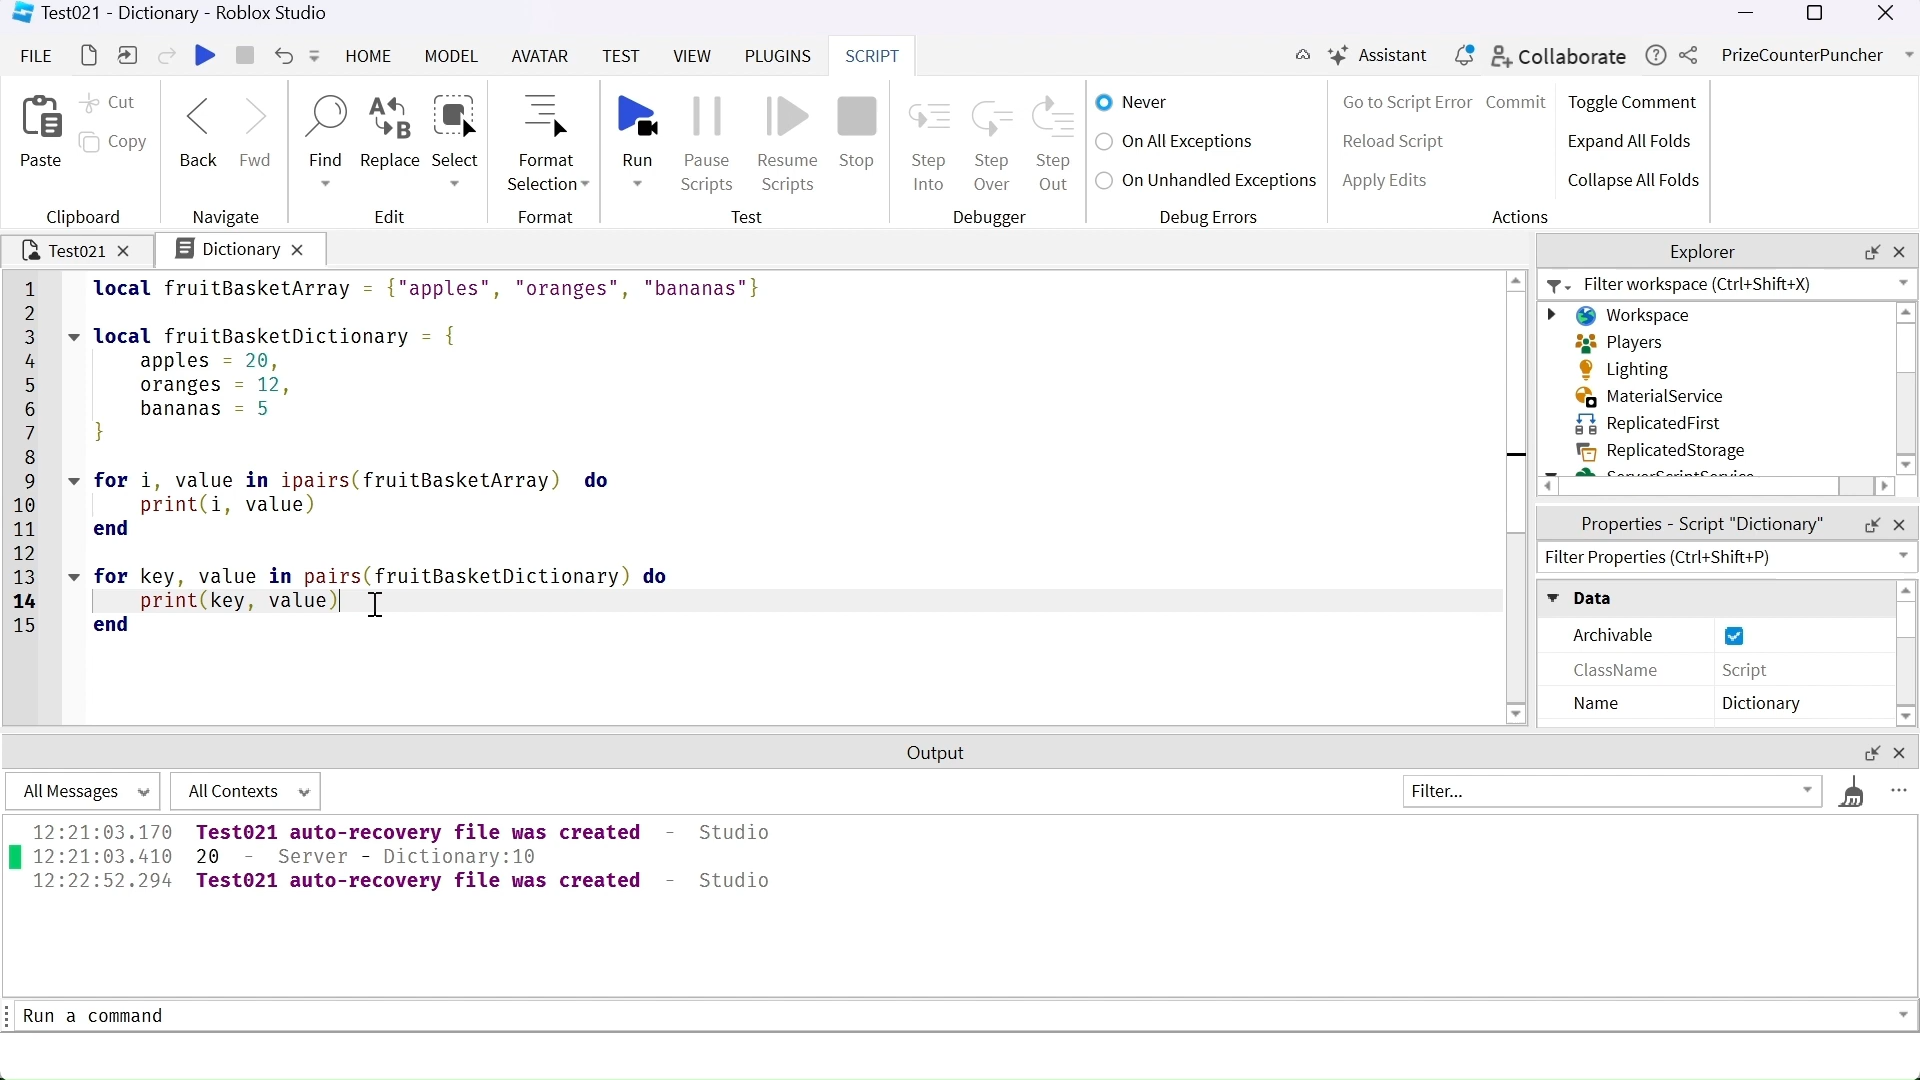 Test021 - Dictionary - Roblox Studio
FILE HOME MODEL AVATAR TEST VIEW PLUGINS SCRIPT Assistant Collaborate PrizeCounterPuncher
Paste Cut Copy
Clipboard
Back Fwd
Navigate
Find Replace Select
Edit
Format Selection
Format
Run Pause Scripts Resume Scripts Stop
Test
Step Into Step Over Step Out
Debugger
Never
On All Exceptions
On Unhandled Exceptions
Debug Errors
Go to Script Error Commit Toggle Comment
Reload Script Expand All Folds
Apply Edits Collapse All Folds
Actions
Test021 Dictionary
1 local fruitBasketArray = {"apples", "oranges", "bananas"}
2
3 local fruitBasketDictionary = {
4 apples = 20,
5 oranges = 12,
6 bananas = 5
7 }
8
9 for i, value in ipairs(fruitBasketArray) do
10 print(i, value)
11 end
12
13 for key, value in pairs(fruitBasketDictionary) do
14 print(key, value)
15 end
Explorer
Filter workspace (Ctrl+Shift+X)
Workspace
Players
Lighting
MaterialService
ReplicatedFirst
ReplicatedStorage
ServerScriptService
Properties - Script "Dictionary"
Filter Properties (Ctrl+Shift+P)
Data
Archivable
ClassName Script
Name Dictionary
Output
All Messages All Contexts Filter...
12:21:03.170 Test021 auto-recovery file was created - Studio
12:21:03.410 20 - Server - Dictionary:10
12:22:52.294 Test021 auto-recovery file was created - Studio
Run a command